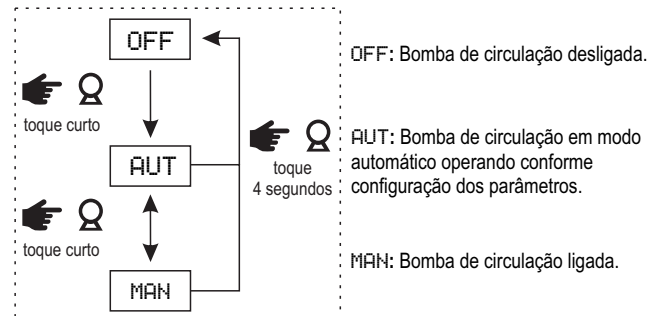 OFF
toque curto
AUT
toque
4 segundos
toque curto
MAN
OFF: Bomba de circulação desligada.
AUT: Bomba de circulação em modo
automático operando conforme
configuração dos parâmetros.
MAN: Bomba de circulação ligada.